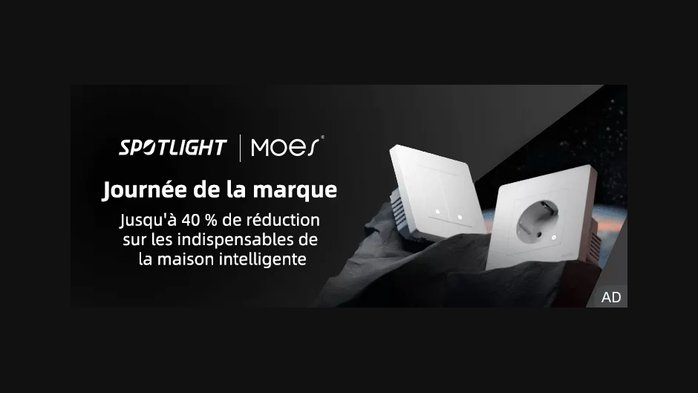 SPOTLIGHT | MOES®
Journée de la marque
Jusqu'à 40 % de réduction
sur les indispensables de
la maison intelligente
AD